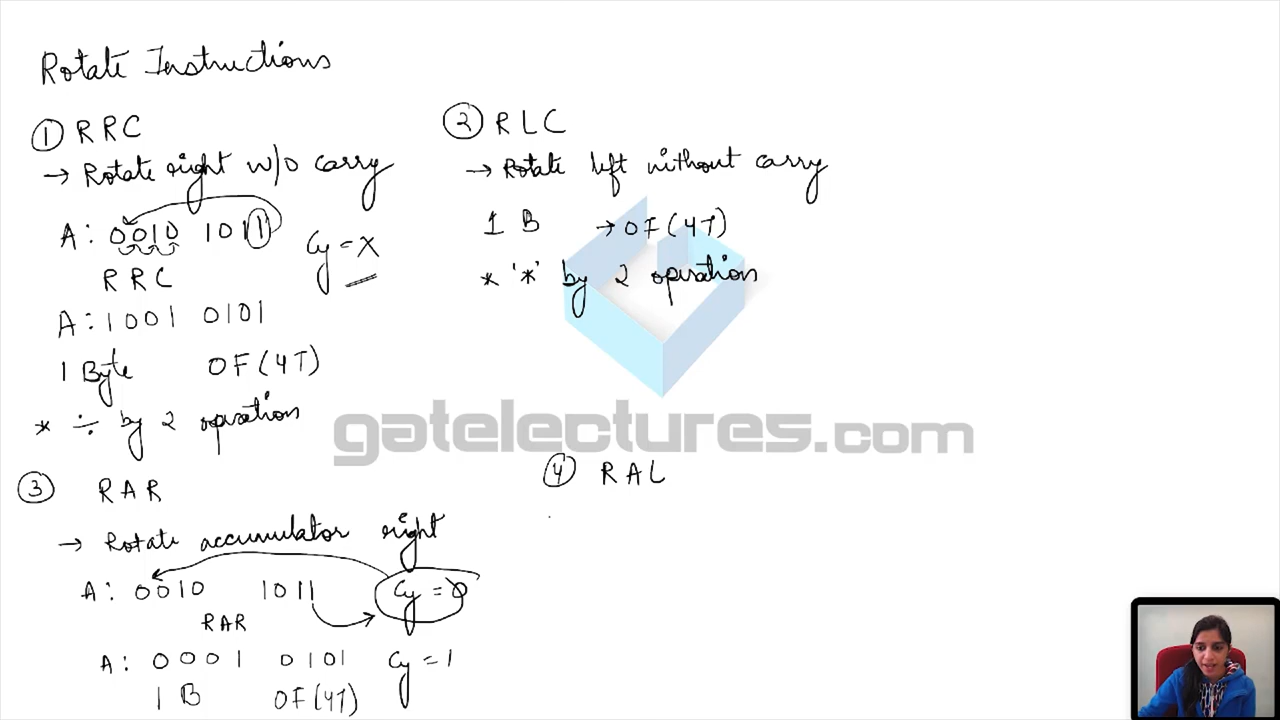 Rotate Instructions
① RRC
→ Rotate right w/o carry
A: 0010 1011
Cy = X
RRC
A: 1001 0101
1 Byte OF(4T)
* ÷ by 2 operation
② RLC
→ Rotate left without carry
1 B → OF(4T)
* '*' by 2 operation
gatelectures.com
③ RAR
→ Rotate accumulator right
A: 0010 1011 Cy = 0
RAR
A: 0001 0101 Cy = 1
1 B OF(4T)
④ RAL